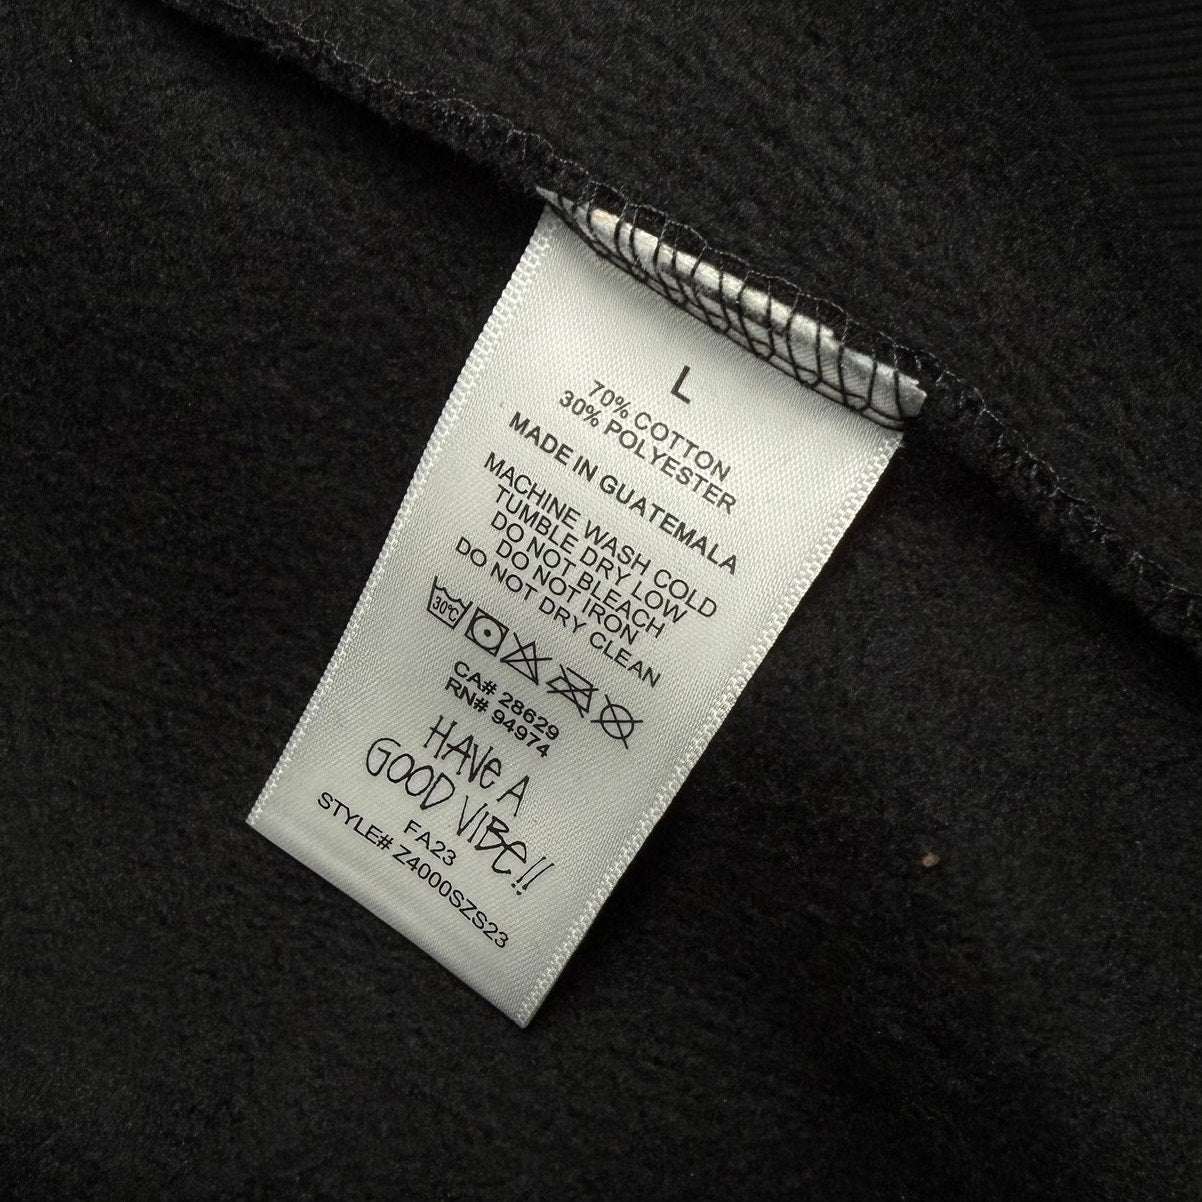 L
70% COTTON
30% POLYESTER
MADE IN GUATEMALA
MACHINE WASH COLD
TUMBLE DRY LOW
DO NOT BLEACH
DO NOT IRON
DO NOT DRY CLEAN
30°C
CA# 28629
RN# 94974
HAVE A
GOOD VIBE!!
FA23
STYLE# Z4000SZS23